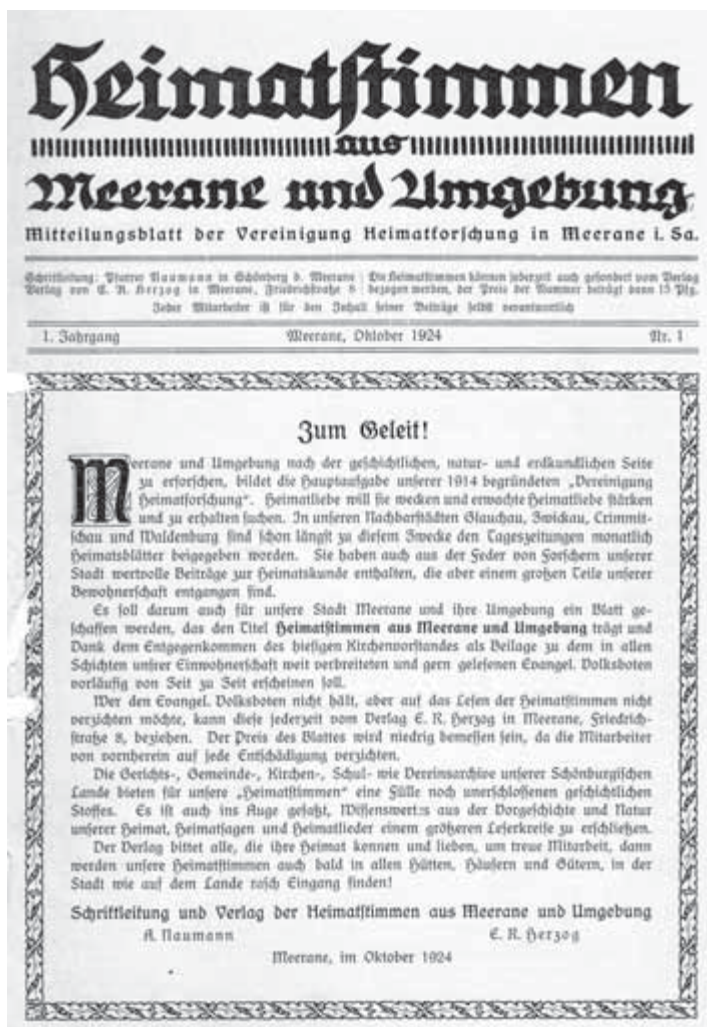 Heimatstimmen
aus
Meerane und Umgebung
Mitteilungsblatt der Vereinigung Heimatforschung in Meerane i. Sa.
Schriftleitung: Pfarrer Naumann in Schönberg b. Meerane
Verlag von E. R. Herzog in Meerane, Friedrichstraße 8
Die Heimatstimmen können jederzeit auch gesondert vom Verlag
bezogen werden, der Preis der Nummer beträgt dann 15 Pfg.
Jeder Mitarbeiter ist für den Inhalt seiner Beiträge selbst verantwortlich
1. Jahrgang Meerane, Oktober 1924 Nr. 1
Zum Geleit!
Meerane und Umgebung nach der geschichtlichen, natur- und erdkundlichen Seite
zu erforschen, bildet die Hauptaufgabe unserer 1914 begründeten „Vereinigung
Heimatforschung". Heimatliebe will sie wecken und erwachte Heimatliebe stärken
und zu erhalten suchen. In unseren Nachbarstädten Glauchau, Zwickau, Crimmit-
schau und Waldenburg sind schon längst zu diesem Zwecke den Tageszeitungen monatlich
Heimatsblätter beigegeben worden. Sie haben auch aus der Feder von Forschern unserer
Stadt wertvolle Beiträge zur Heimatskunde enthalten, die aber einem großen Teile unserer
Bewohnerschaft entgangen sind.
Es soll darum auch für unsere Stadt Meerane und ihre Umgebung ein Blatt ge-
schaffen werden, das den Titel Heimatstimmen aus Meerane und Umgebung trägt und
Dank dem Entgegenkommen des hiesigen Kirchenvorstandes als Beilage zu dem in allen
Schichten unsrer Einwohnerschaft weit verbreiteten und gern gelesenen Evangel. Volksboten
vorläufig von Zeit zu Zeit erscheinen soll.
Wer den Evangel. Volksboten nicht hält, aber auf das Lesen der Heimatstimmen nicht
verzichten möchte, kann diese jederzeit vom Verlag E. R. Herzog in Meerane, Friedrich-
straße 8, beziehen. Der Preis des Blattes wird niedrig bemessen sein, da die Mitarbeiter
von vornherein auf jede Entschädigung verzichten.
Die Gerichts-, Gemeinde-, Kirchen-, Schul- wie Vereinsarchive unserer Schönburgischen
Lande bieten für unsere „Heimatstimmen" eine Fülle noch unerschlossenen geschichtlichen
Stoffes. Es ist auch ins Auge gefaßt, Wissenswertes aus der Vorgeschichte und Natur
unserer Heimat, Heimatsagen und Heimatlieder einem größeren Leserkreise zu erschließen.
Der Verlag bittet alle, die ihre Heimat kennen und lieben, um treue Mitarbeit, dann
werden unsere Heimatstimmen auch bald in allen Hütten, Häusern und Gütern, in der
Stadt wie auf dem Lande rasch Eingang finden!
Schriftleitung und Verlag der Heimatstimmen aus Meerane und Umgebung
A. Naumann E. R. Herzog
Meerane, im Oktober 1924